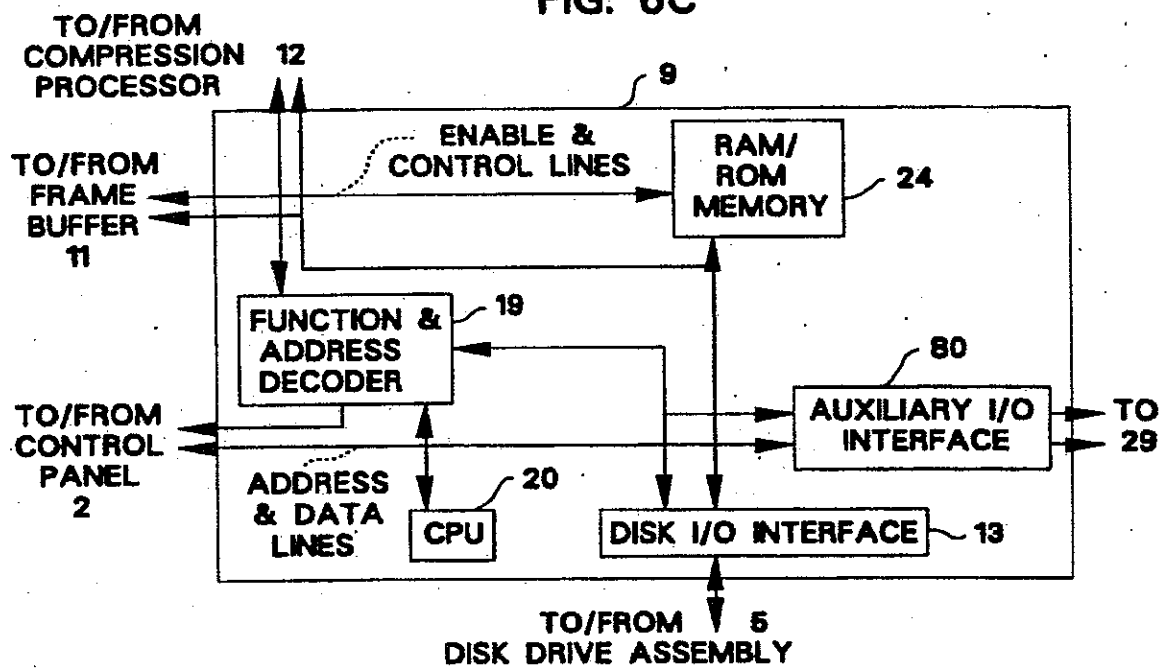 FIG. 6C
TO/FROM
COMPRESSION 12
PROCESSOR
9
TO/FROM
FRAME
BUFFER
11
ENABLE &
CONTROL LINES
RAM/
ROM
MEMORY
24
FUNCTION &
ADDRESS
DECODER
19
80
AUXILIARY I/O
INTERFACE
TO
29
TO/FROM
CONTROL
PANEL
2
ADDRESS
& DATA
LINES
20
CPU
DISK I/O INTERFACE
13
TO/FROM 5
DISK DRIVE ASSEMBLY